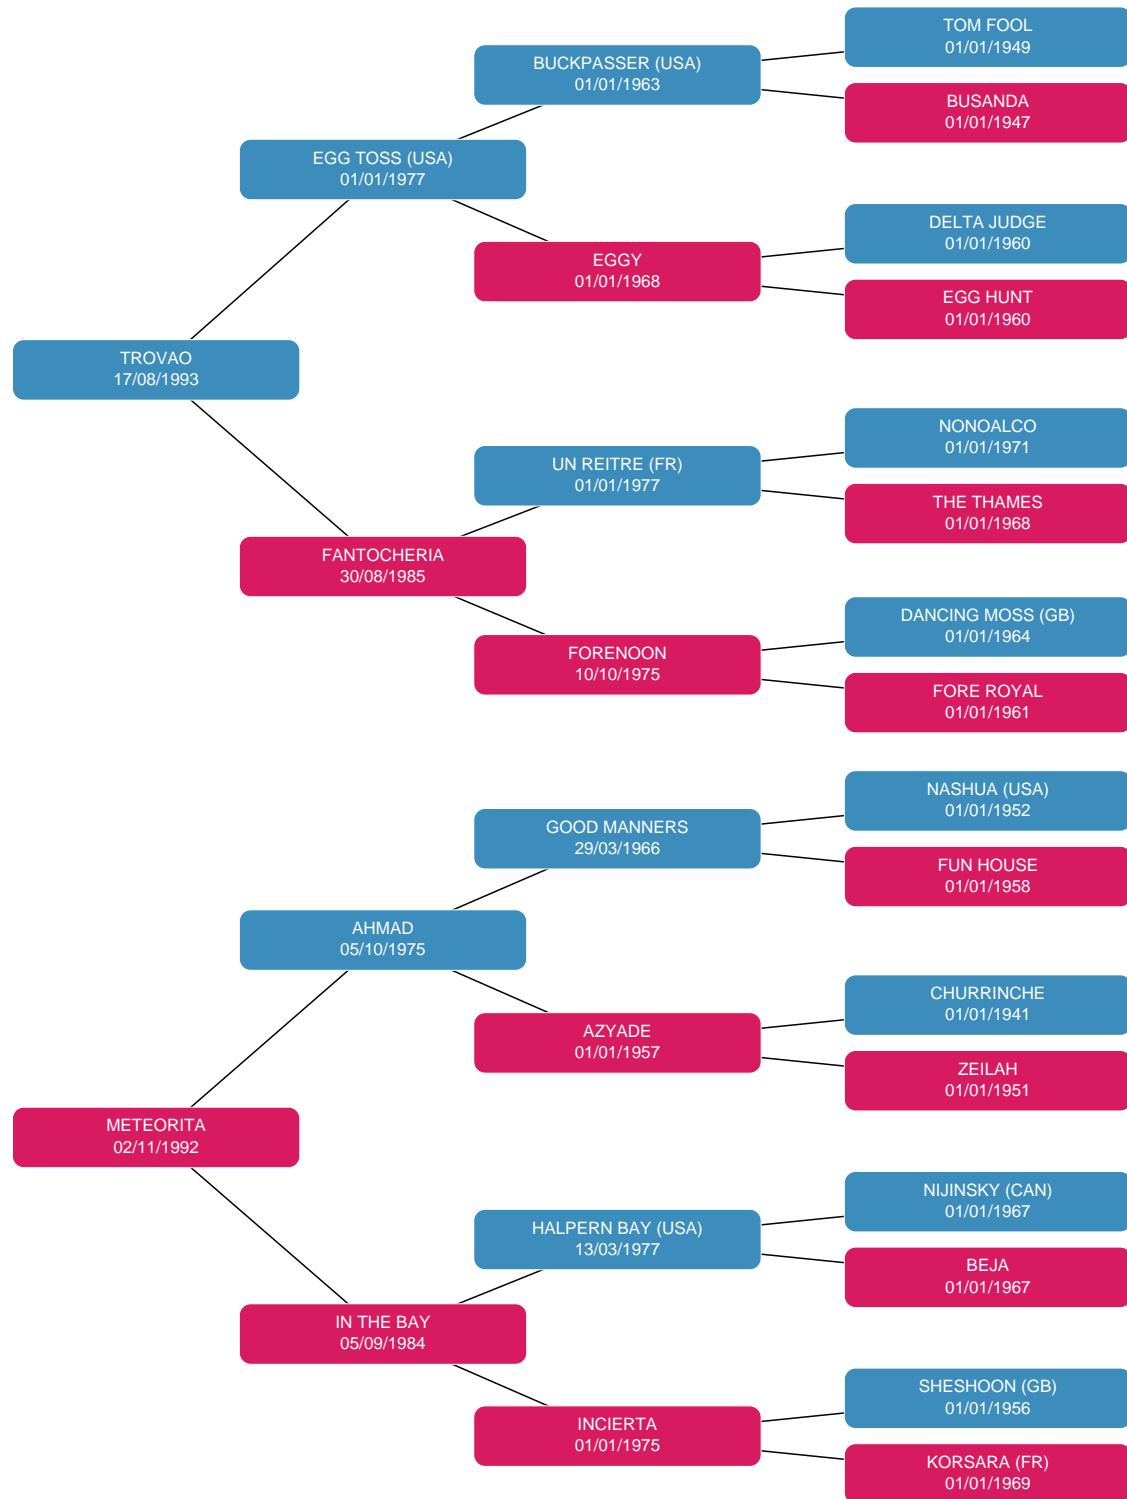 TOM FOOL
01/01/1949
BUCKPASSER (USA)
01/01/1963
BUSANDA
01/01/1947
EGG TOSS (USA)
01/01/1977
DELTA JUDGE
01/01/1960
EGGY
01/01/1968
EGG HUNT
01/01/1960
TROVAO
17/08/1993
NONOALCO
01/01/1971
UN REITRE (FR)
01/01/1977
THE THAMES
01/01/1968
FANTOCHERIA
30/08/1985
DANCING MOSS (GB)
01/01/1964
FORENOON
10/10/1975
FORE ROYAL
01/01/1961
NASHUA (USA)
01/01/1952
GOOD MANNERS
29/03/1966
FUN HOUSE
01/01/1958
AHMAD
05/10/1975
CHURRINCHE
01/01/1941
AZYADE
01/01/1957
ZEILAH
01/01/1951
METEORITA
02/11/1992
NIJINSKY (CAN)
01/01/1967
HALPERN BAY (USA)
13/03/1977
BEJA
01/01/1967
IN THE BAY
05/09/1984
SHESHOON (GB)
01/01/1956
INCIERTA
01/01/1975
KORSARA (FR)
01/01/1969